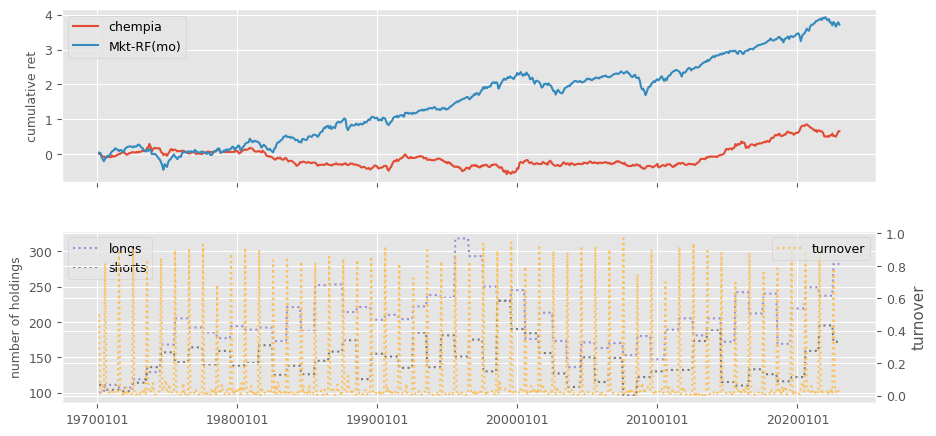 4
3
2
1
0
cumulative ret
chempia
Mkt-RF(mo)
300
250
200
150
100
number of holdings
longs
shorts
turnover
1.0
0.8
0.6
0.4
0.2
0.0
turnover
19700101 19800101 19900101 20000101 20100101 20200101